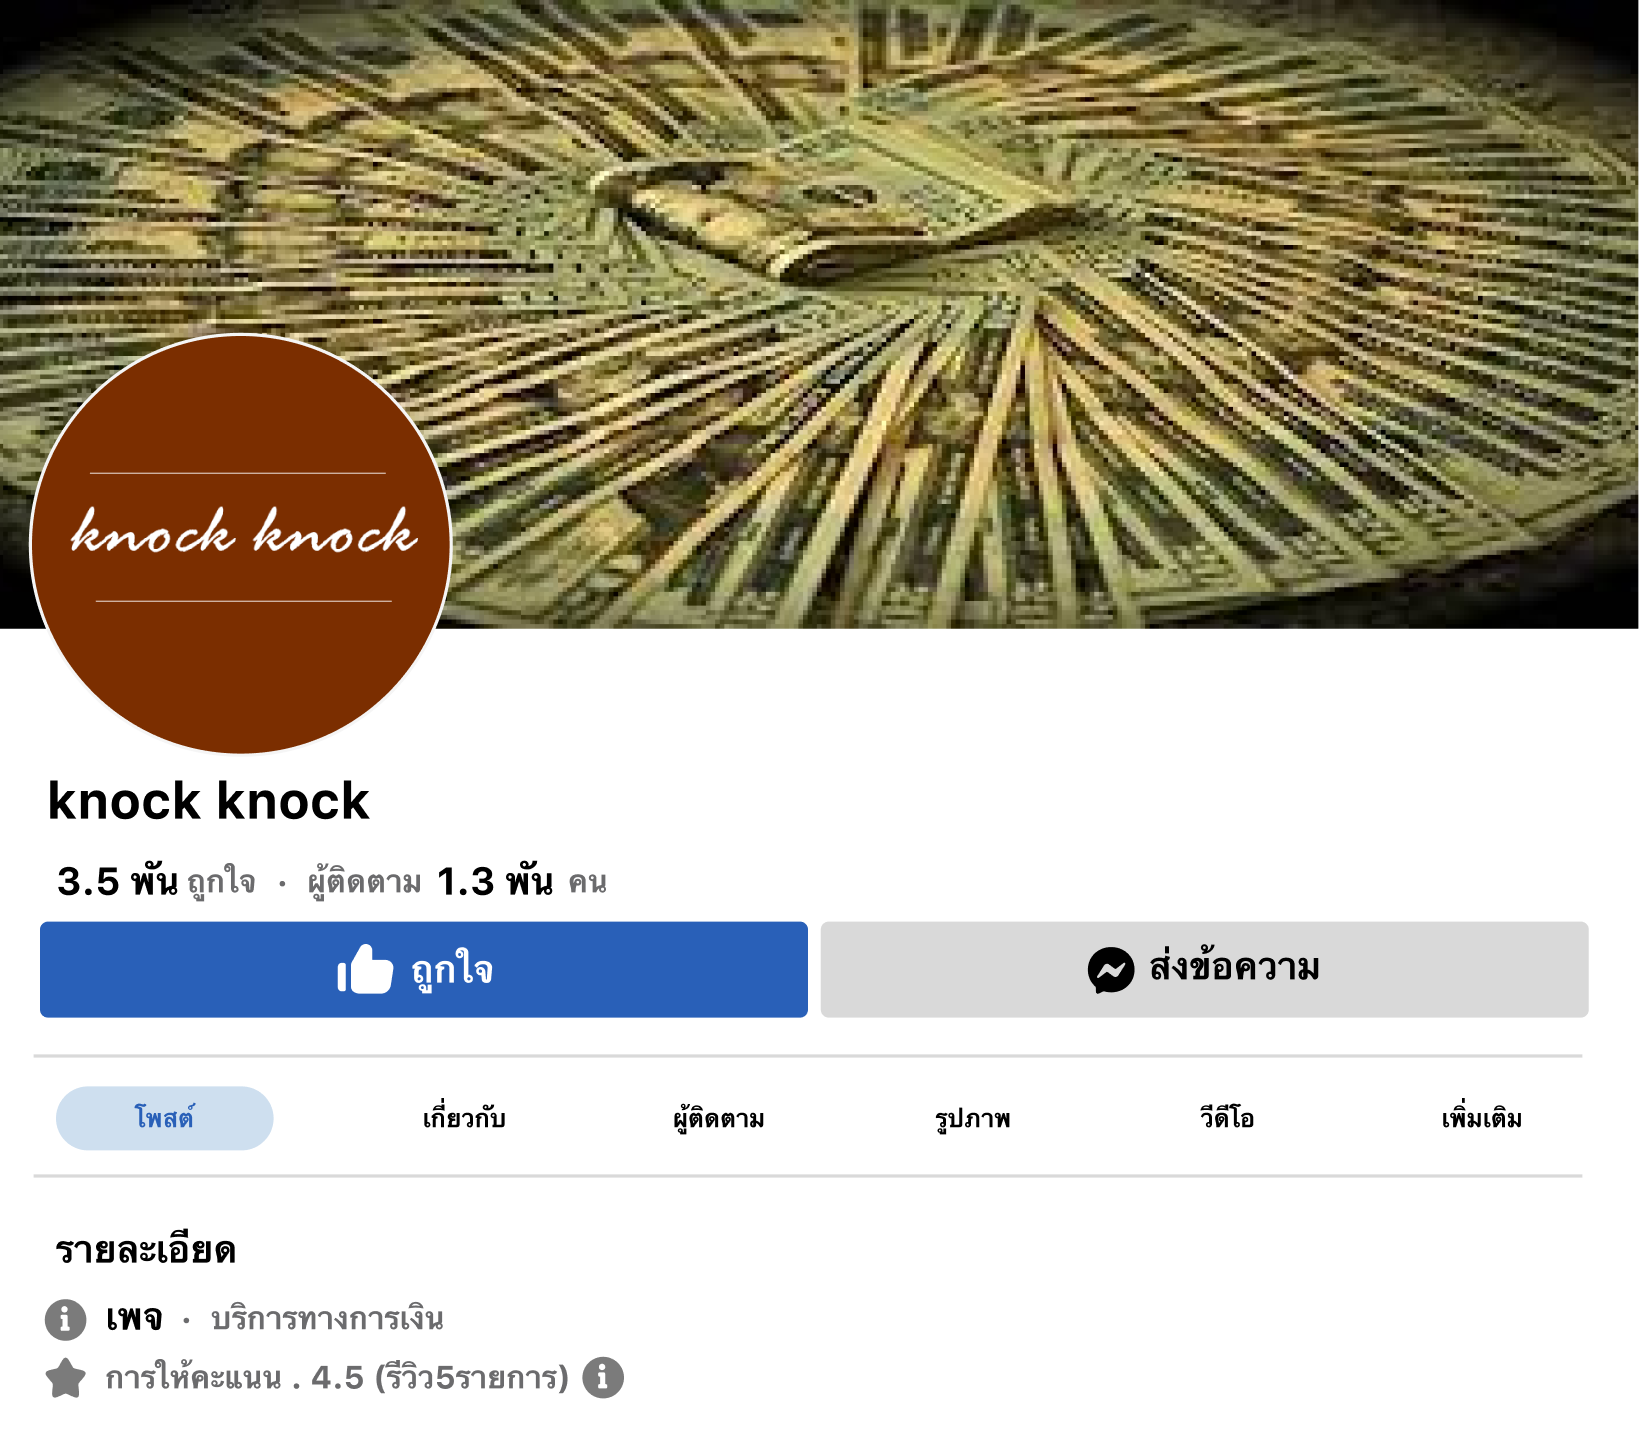 knock knock
knock knock
3.5 พัน ถูกใจ · ผู้ติดตาม 1.3 พัน คน
ถูกใจ
ส่งข้อความ
โพสต์ เกี่ยวกับ ผู้ติดตาม รูปภาพ วีดีโอ เพิ่มเติม
รายละเอียด
เพจ · บริการทางการเงิน
การให้คะแนน . 4.5 (รีวิว5รายการ)